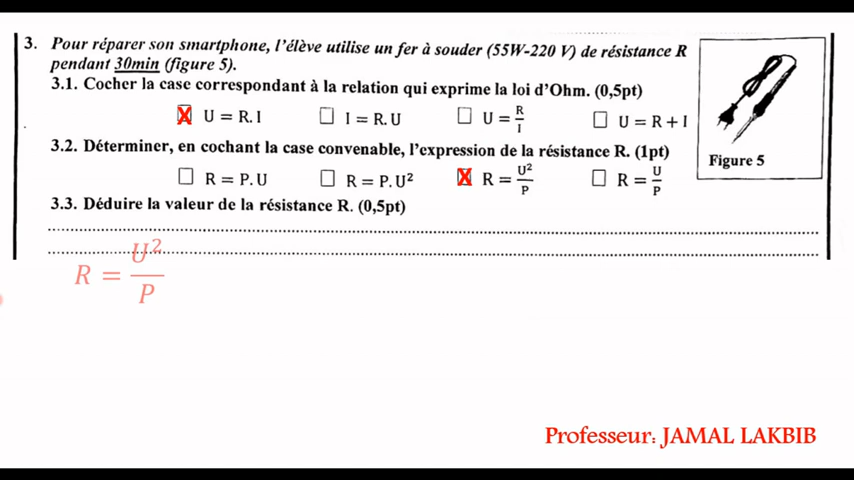 3. Pour réparer son smartphone, l'élève utilise un fer à souder (55W-220 V) de résistance R
pendant 30min (figure 5).
3.1. Cocher la case correspondant à la relation qui exprime la loi d'Ohm. (0,5pt)
☒ U = R.I ☐ I = R.U ☐ U = R/I ☐ U = R + I
3.2. Déterminer, en cochant la case convenable, l'expression de la résistance R. (1pt)
☐ R = P.U ☐ R = P.U² ☒ R = U²/P ☐ R = U/P
Figure 5
3.3. Déduire la valeur de la résistance R. (0,5pt)
R = U²/P
Professeur: JAMAL LAKBIB